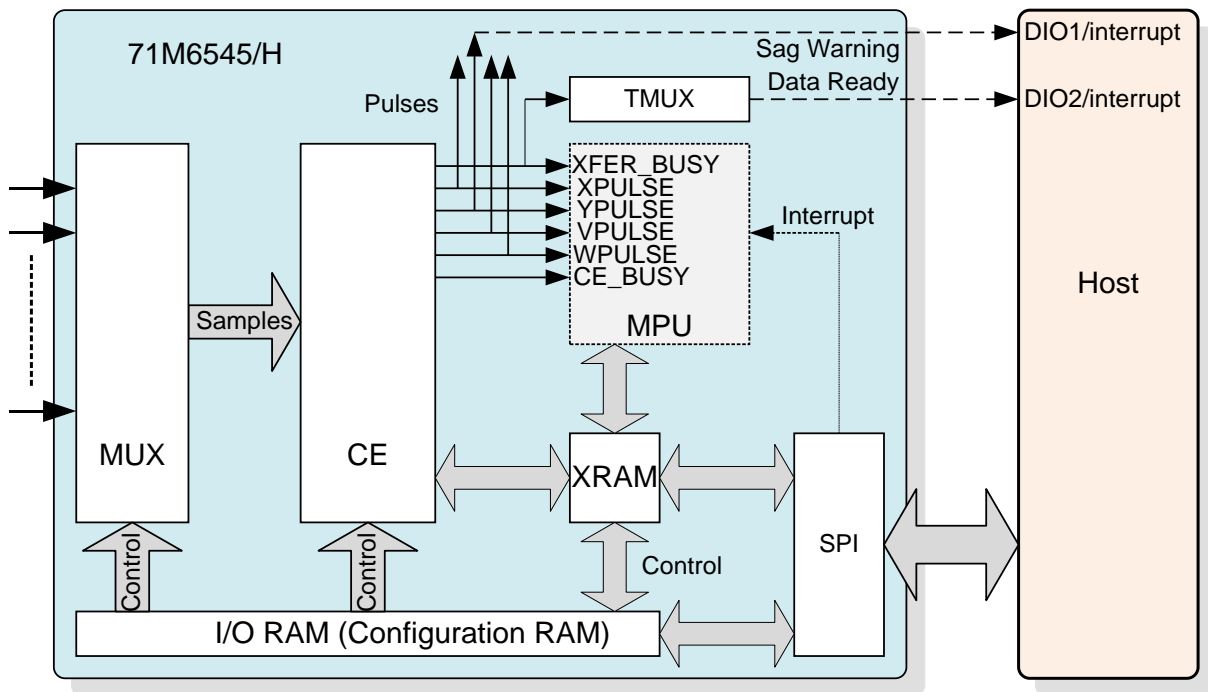 71M6545/H
DIO1/interrupt
Sag Warning
Data Ready
DIO2/interrupt
Pulses
TMUX
XFER_BUSY
XPULSE
YPULSE
VPULSE
WPULSE
CE_BUSY
MPU
Interrupt
Host
Samples
MUX
CE
XRAM
SPI
Control
Control
Control
I/O RAM (Configuration RAM)